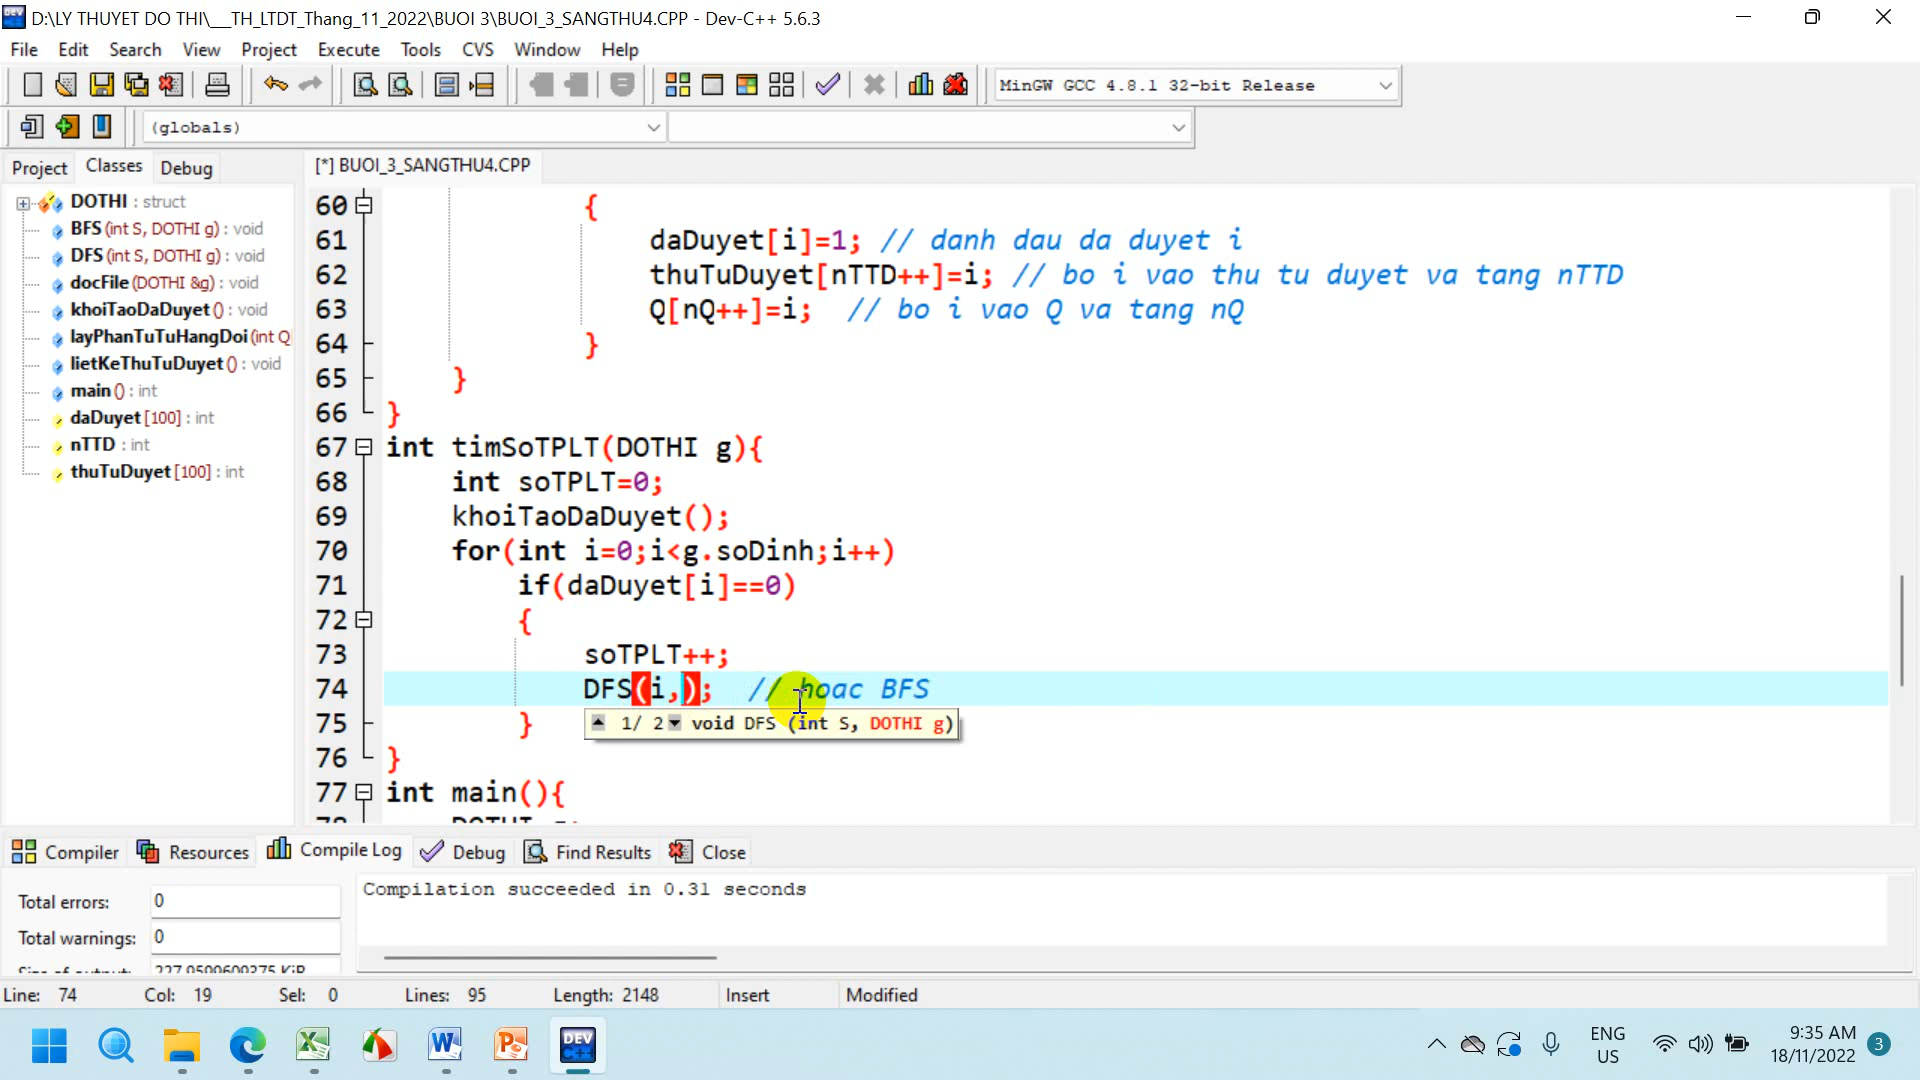 D:\LY THUYET DO THI\___TH_LTDT_Thang_11_2022\BUOI 3\BUOI_3_SANGTHU4.CPP - Dev-C++ 5.6.3
File Edit Search View Project Execute Tools CVS Window Help
MinGW GCC 4.8.1 32-bit Release
(globals)
Project Classes Debug
[*] BUOI_3_SANGTHU4.CPP
DOTHI : struct
BFS (int S, DOTHI g) : void
DFS (int S, DOTHI g) : void
docFile (DOTHI &g) : void
khoiTaoDaDuyet () : void
layPhanTuTuHangDoi (int Q
lietKeThuTuDuyet () : void
main () : int
daDuyet [100] : int
nTTD : int
thuTuDuyet [100] : int
60 {
61 daDuyet[i]=1; // danh dau da duyet i
62 thuTuDuyet[nTTD++]=i; // bo i vao thu tu duyet va tang nTTD
63 Q[nQ++]=i; // bo i vao Q va tang nQ
64 }
65 }
66 }
67 int timSoTPLT(DOTHI g){
68 int soTPLT=0;
69 khoiTaoDaDuyet();
70 for(int i=0;i<g.soDinh;i++)
71 if(daDuyet[i]==0)
72 {
73 soTPLT++;
74 DFS(i,); // hoac BFS
75 }
1/ 2 void DFS (int S, DOTHI g)
76 }
77 int main(){
Compiler Resources Compile Log Debug Find Results Close
Total errors: 0
Total warnings: 0
Compilation succeeded in 0.31 seconds
Line: 74 Col: 19 Sel: 0 Lines: 95 Length: 2148 Insert Modified
DEV C++
ENG
US
9:35 AM
18/11/2022
3